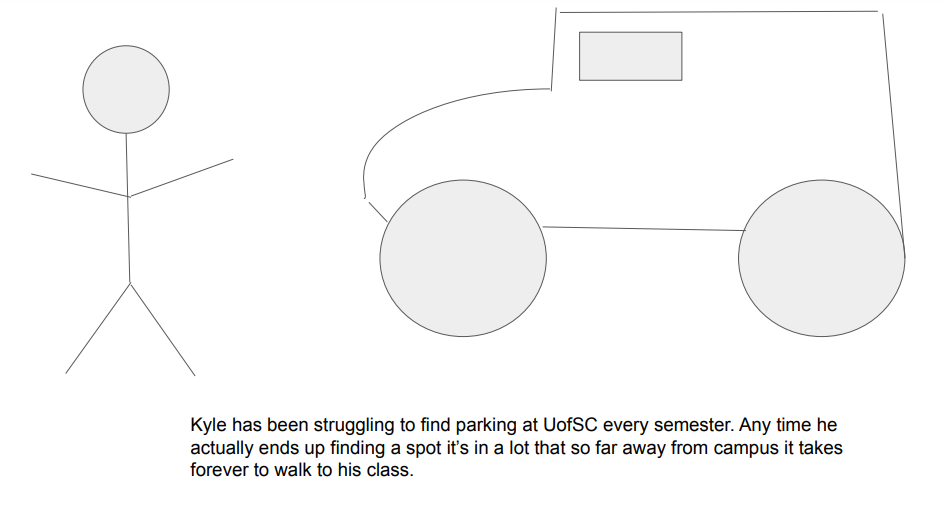 Kyle has been struggling to find parking at UofSC every semester. Any time he
actually ends up finding a spot it’s in a lot that so far away from campus it takes
forever to walk to his class.